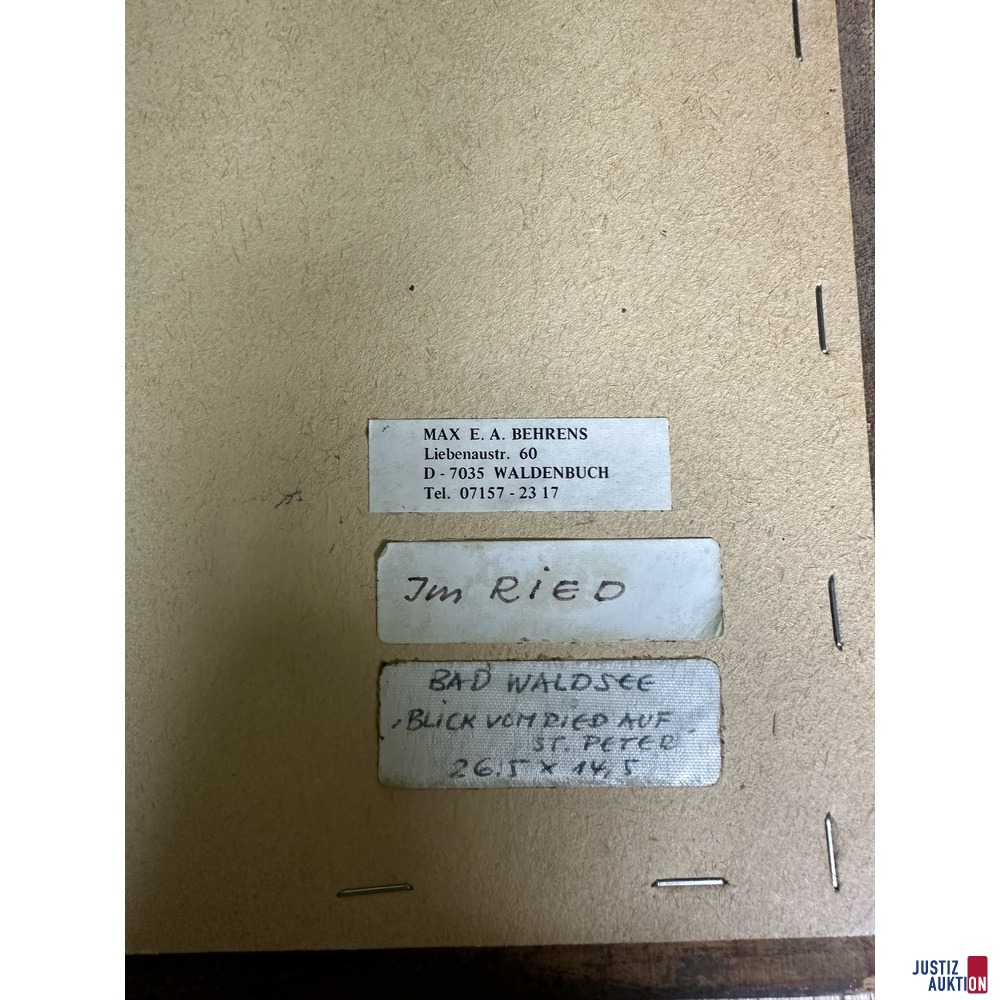 MAX E. A. BEHRENS
Liebenaustr. 60
D - 7035 WALDENBUCH
Tel. 07157 - 23 17
Im RiED
BAD WALDSEE
"BLiCK VOM RIED AUF
ST. PETER"
26.5 x 14,5
JUSTIZ
AUKTION